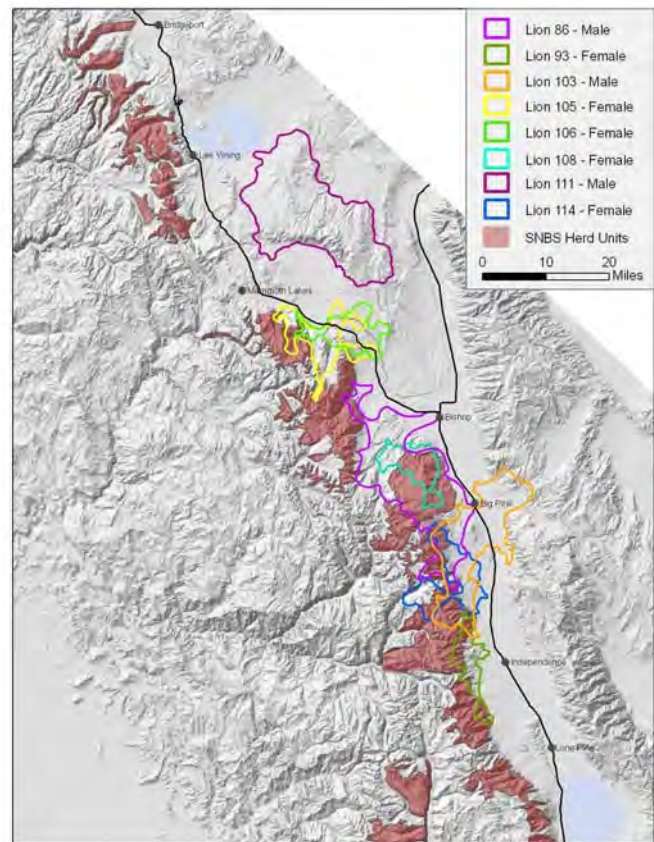 Bridgeport
Lee Vining
Mammoth Lakes
Bishop
Big Pine
Independence
Lone Pine
Lion 86 - Male
Lion 93 - Female
Lion 103 - Male
Lion 105 - Female
Lion 106 - Female
Lion 108 - Female
Lion 111 - Male
Lion 114 - Female
SNBS Herd Units
0 10 20
Miles